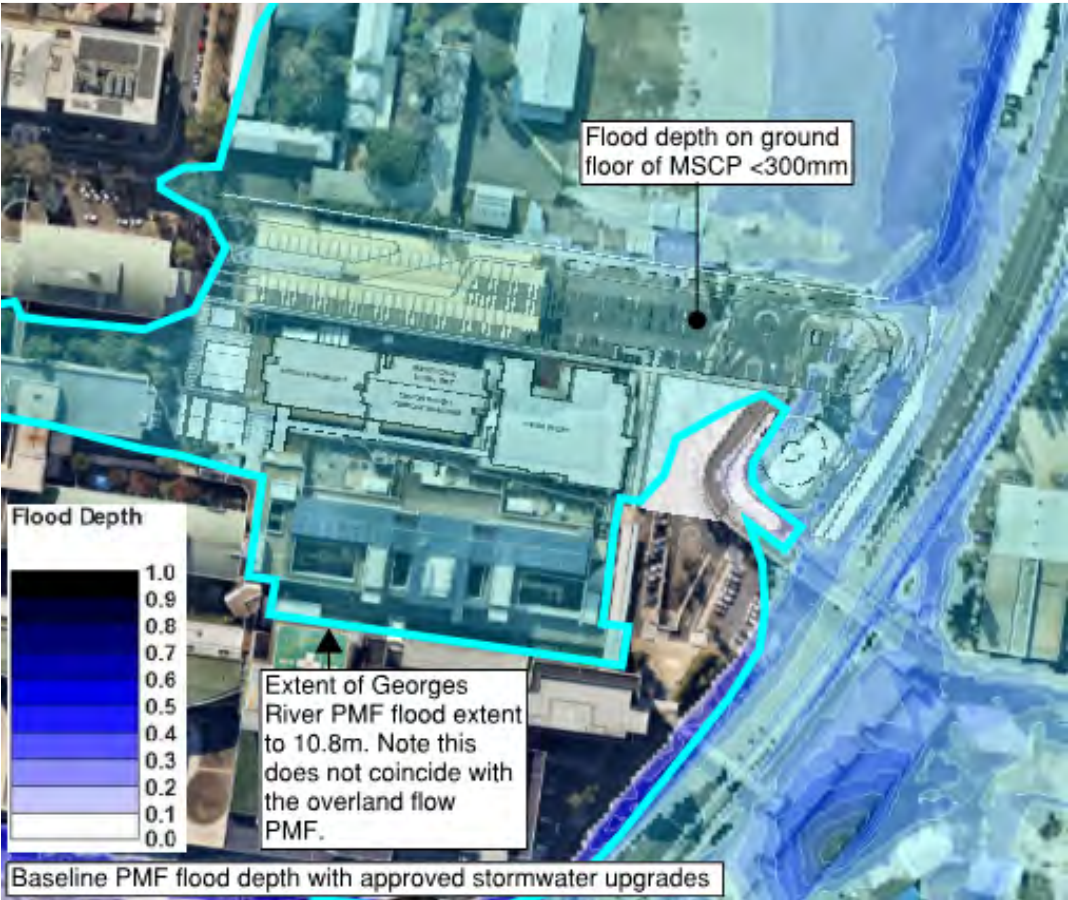 Flood depth on ground
floor of MSCP <300mm
Flood Depth
1.0
0.9
0.8
0.7
0.6
0.5
0.4
0.3
0.2
0.1
0.0
Extent of Georges
River PMF flood extent
to 10.8m. Note this
does not coincide with
the overland flow
PMF.
Baseline PMF flood depth with approved stormwater upgrades